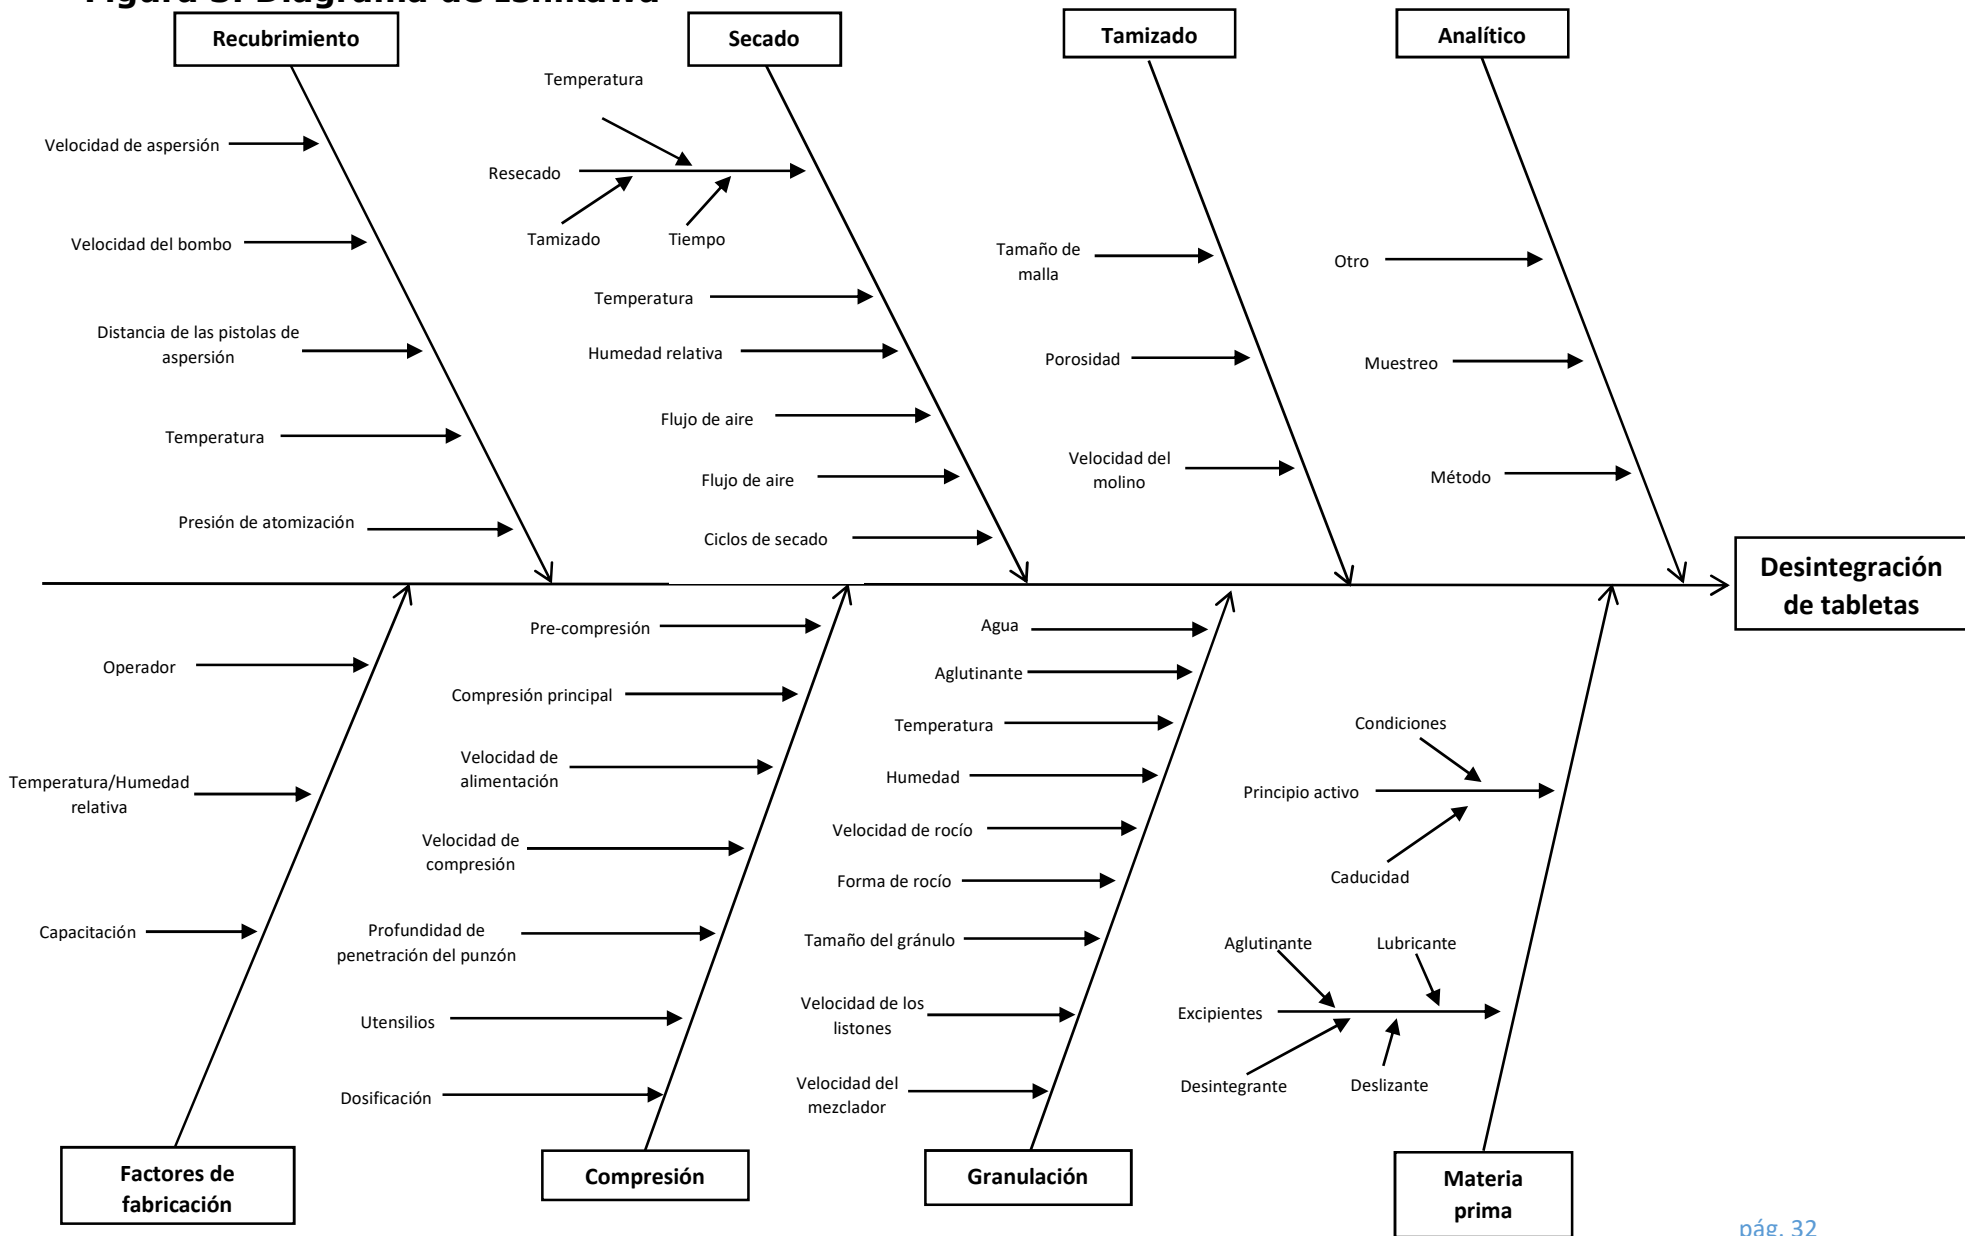 Figura 3. Diagrama de Ishikawa
Recubrimiento
Secado
Tamizado
Analítico
Velocidad de aspersión
Velocidad del bombo
Distancia de las pistolas de
aspersión
Temperatura
Presión de atomización
Temperatura
Resecado
Tamizado
Tiempo
Temperatura
Humedad relativa
Flujo de aire
Flujo de aire
Ciclos de secado
Tamaño de
malla
Porosidad
Velocidad del
molino
Otro
Muestreo
Método
Desintegración
de tabletas
Operador
Temperatura/Humedad
relativa
Capacitación
Factores de
fabricación
Pre-compresión
Compresión principal
Velocidad de
alimentación
Velocidad de
compresión
Profundidad de
penetración del punzón
Utensilios
Dosificación
Compresión
Agua
Aglutinante
Temperatura
Humedad
Velocidad de rocío
Forma de rocío
Tamaño del gránulo
Velocidad de los
listones
Velocidad del
mezclador
Granulación
Condiciones
Principio activo
Caducidad
Aglutinante
Lubricante
Excipientes
Desintegrante
Deslizante
Materia
prima
pág. 32